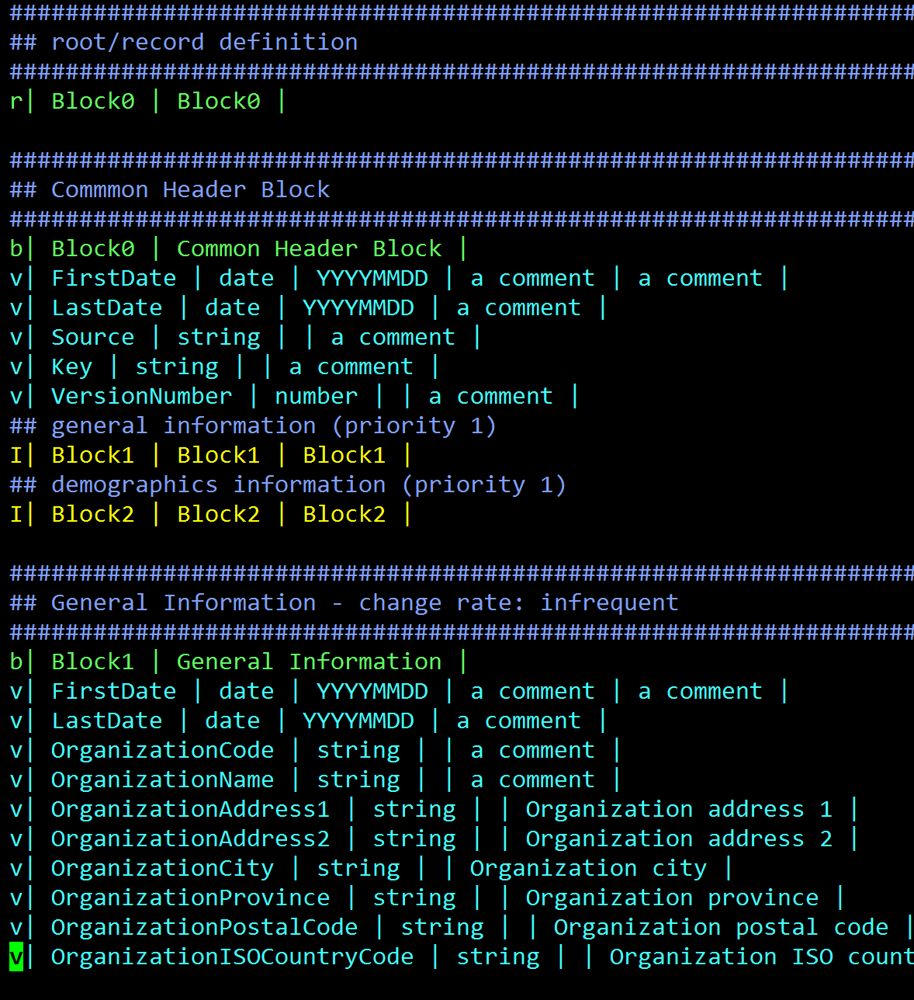 #################################################################
## root/record definition
#################################################################
r| Block0 | Block0 |
#################################################################
## Commmon Header Block
#################################################################
b| Block0 | Common Header Block |
v| FirstDate | date | YYYYMMDD | a comment | a comment |
v| LastDate | date | YYYYMMDD | a comment |
v| Source | string | | a comment |
v| Key | string | | a comment |
v| VersionNumber | number | | a comment |
## general information (priority 1)
I| Block1 | Block1 | Block1 |
## demographics information (priority 1)
I| Block2 | Block2 | Block2 |
#################################################################
## General Information - change rate: infrequent
#################################################################
b| Block1 | General Information |
v| FirstDate | date | YYYYMMDD | a comment | a comment |
v| LastDate | date | YYYYMMDD | a comment |
v| OrganizationCode | string | | a comment |
v| OrganizationName | string | | a comment |
v| OrganizationAddress1 | string | | Organization address 1 |
v| OrganizationAddress2 | string | | Organization address 2 |
v| OrganizationCity | string | | Organization city |
v| OrganizationProvince | string | | Organization province |
v| OrganizationPostalCode | string | | Organization postal code |
v| OrganizationISOCountryCode | string | | Organization ISO count